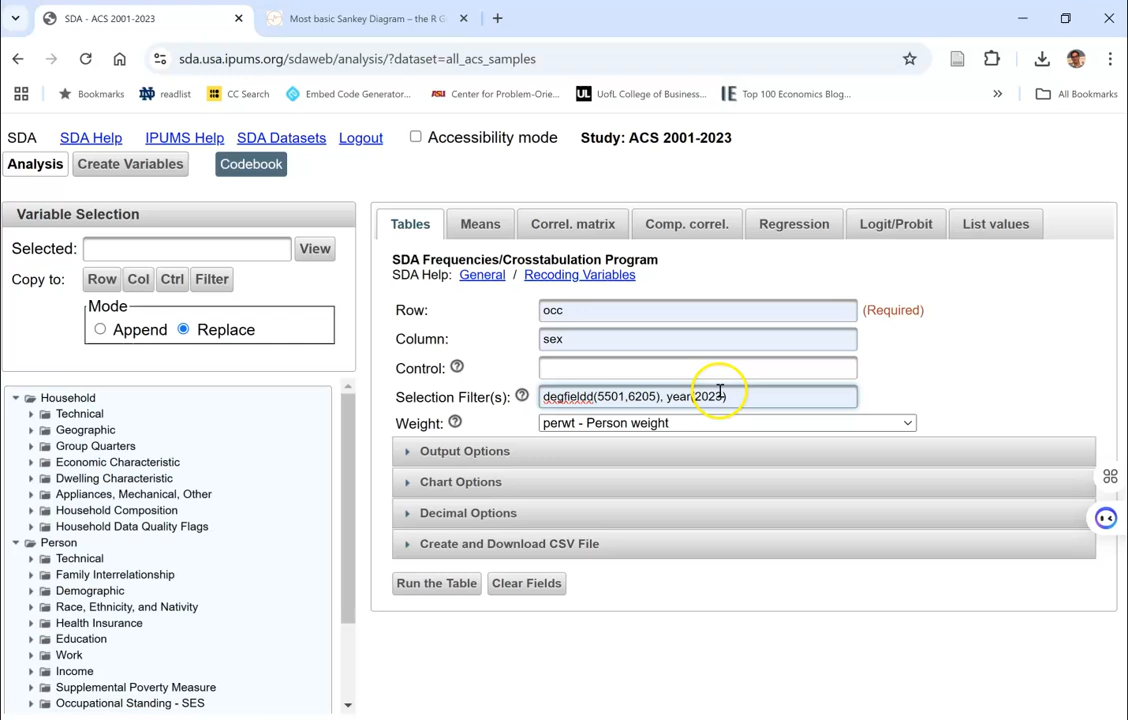 SDA - ACS 2001-2023
Most basic Sankey Diagram – the R G
sda.usa.ipums.org/sdaweb/analysis/?dataset=all_acs_samples
Bookmarks readlist CC Search Embed Code Generator... Center for Problem-Orie... UofL College of Business... Top 100 Economics Blog... » All Bookmarks
SDA SDA Help IPUMS Help SDA Datasets Logout Accessibility mode Study: ACS 2001-2023
Analysis Create Variables Codebook
Variable Selection
Selected: View
Copy to: Row Col Ctrl Filter
Mode
Append Replace
Household
Technical
Geographic
Group Quarters
Economic Characteristic
Dwelling Characteristic
Appliances, Mechanical, Other
Household Composition
Household Data Quality Flags
Person
Technical
Family Interrelationship
Demographic
Race, Ethnicity, and Nativity
Health Insurance
Education
Work
Income
Supplemental Poverty Measure
Occupational Standing - SES
Tables Means Correl. matrix Comp. correl. Regression Logit/Probit List values
SDA Frequencies/Crosstabulation Program
SDA Help: General / Recoding Variables
Row: occ (Required)
Column: sex
Control: ?
Selection Filter(s): ? degfieldd(5501,6205), year(2023)
Weight: ? perwt - Person weight
Output Options
Chart Options
Decimal Options
Create and Download CSV File
Run the Table Clear Fields